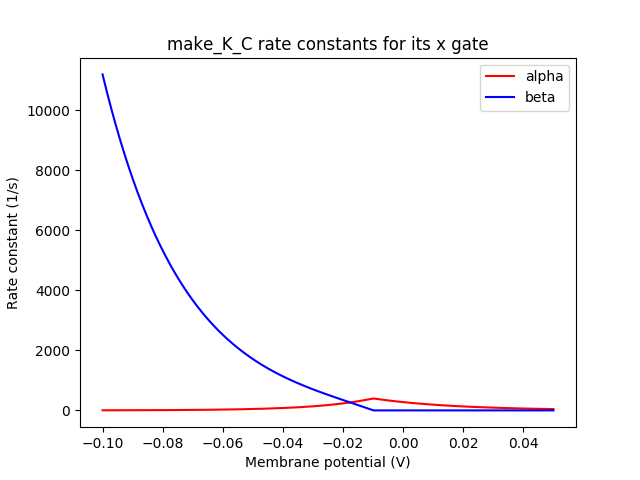 make_K_C rate constants for its x gate
alpha
beta
Rate constant (1/s)
10000
8000
6000
4000
2000
0
−0.10
−0.08
−0.06
−0.04
−0.02
0.00
0.02
0.04
Membrane potential (V)